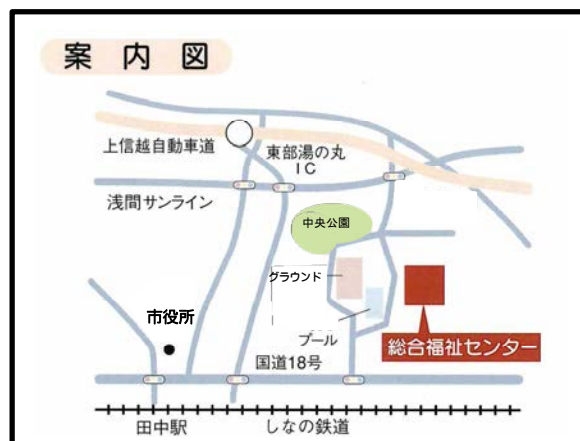 案内図
上信越自動車道
東部湯の丸
IC
浅間サンライン
中央公園
グラウンド
市役所
プール
総合福祉センター
国道18号
田中駅
しなの鉄道